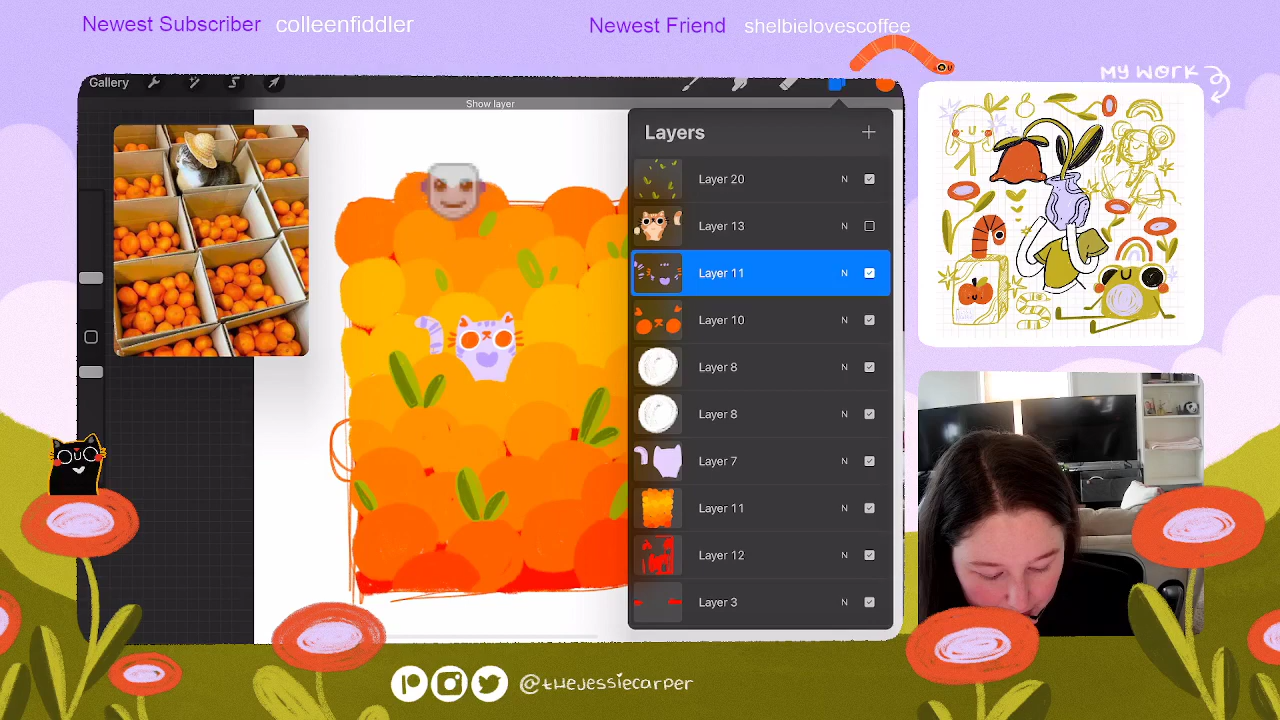 Newest Subscriber colleenfiddler
Newest Friend shelbielovescoffee
MY WORK
Gallery
Show layer
Layers
Layer 20 N
Layer 13 N
Layer 11 N
Layer 10 N
Layer 8 N
Layer 8 N
Layer 7 N
Layer 11 N
Layer 12 N
Layer 3 N
@tHeJessiecarper